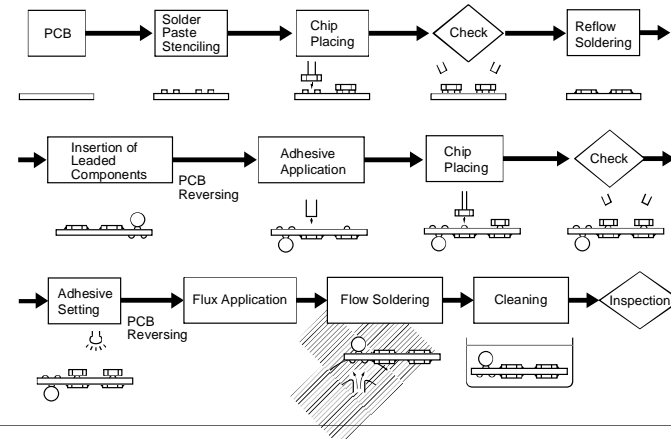 PCB
Solder
Paste
Stenciling
Chip
Placing
Check
Reflow
Soldering
Insertion of
Leaded
Components
PCB
Reversing
Adhesive
Application
Chip
Placing
Check
Adhesive
Setting
PCB
Reversing
Flux Application
Flow Soldering
Cleaning
Inspection